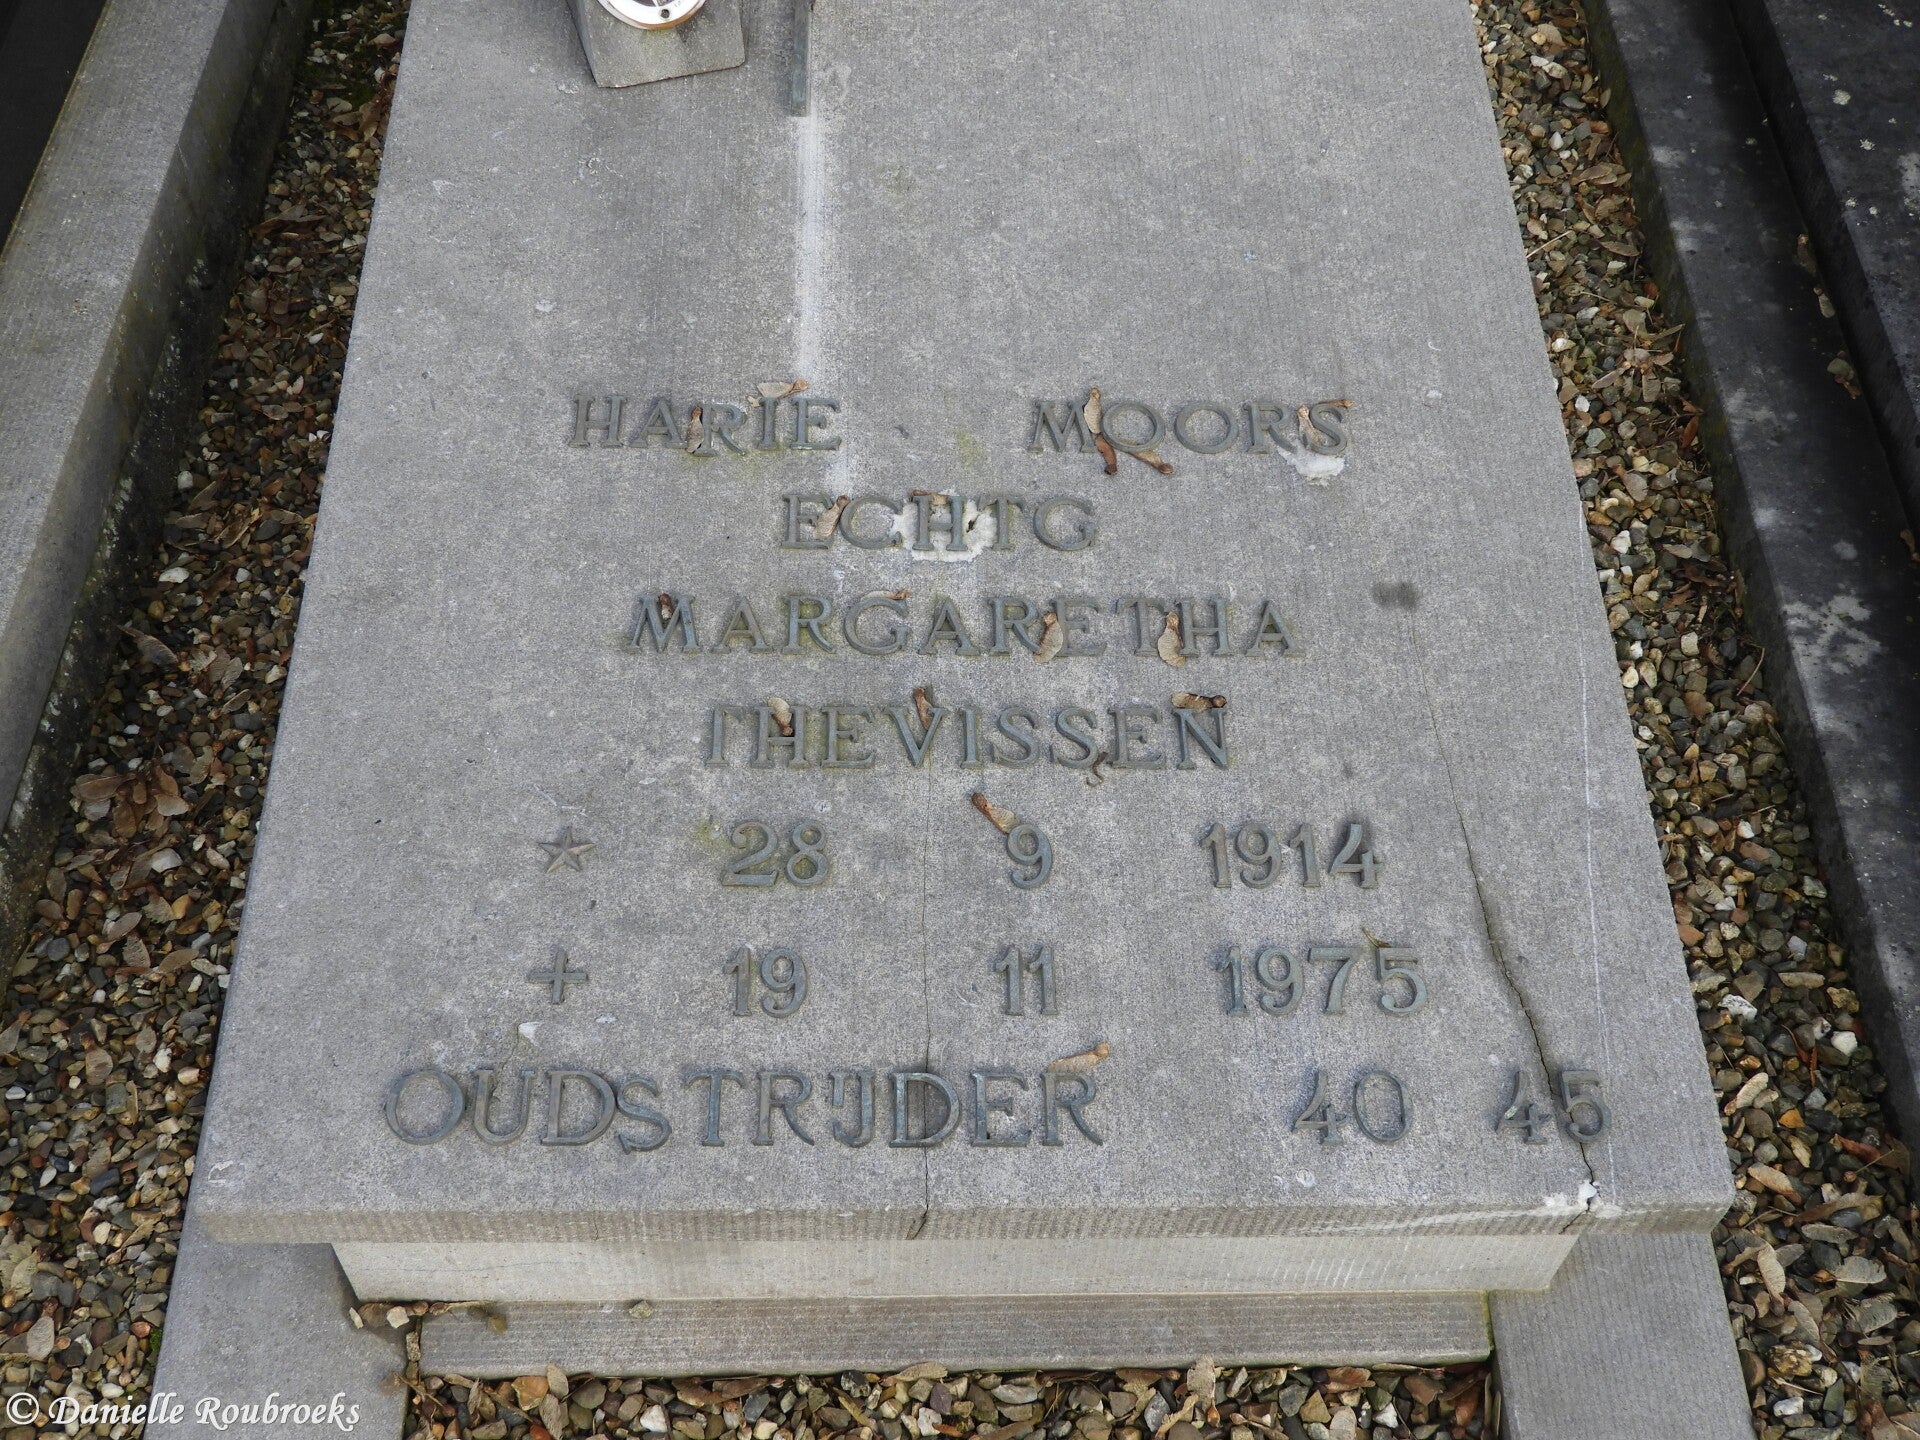 HARIE MOORS
ECHTG
MARGARETHA
THEVISSEN
28 9 1914
+ 19 11 1975
OUDSTRIJDER 40 45
© Danielle Roubroeks